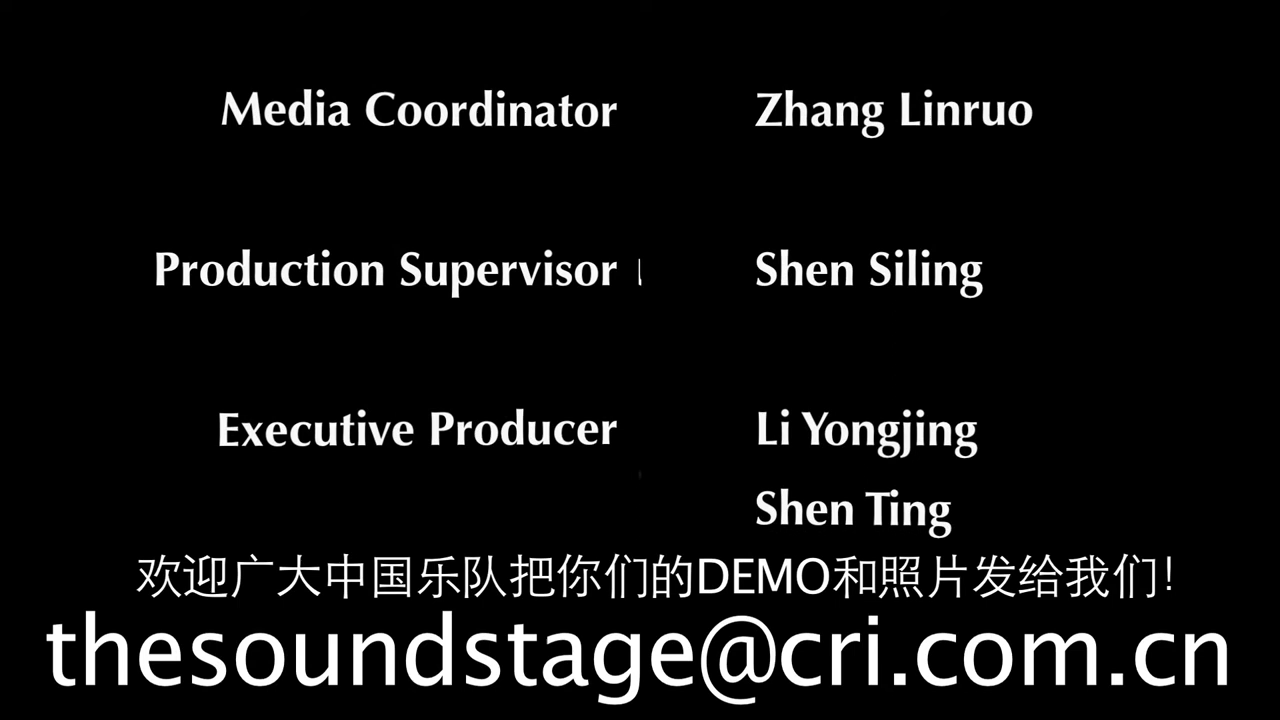 Media Coordinator Zhang Linruo
Production Supervisor Shen Siling
Executive Producer Li Yongjing
Shen Ting
欢迎广大中国乐队把你们的DEMO和照片发给我们!
thesoundstage@cri.com.cn